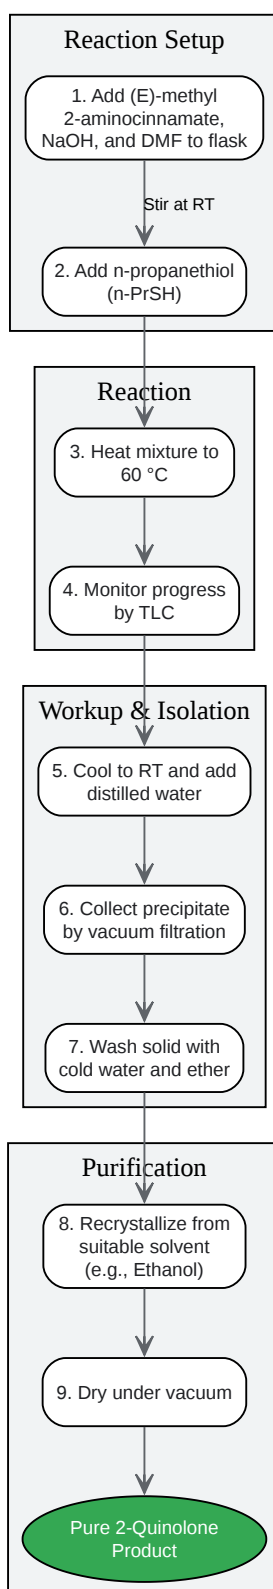 Reaction Setup
1. Add (E)-methyl
2-aminocinnamate,
NaOH, and DMF to flask
Stir at RT
2. Add n-propanethiol
(n-PrSH)
Reaction
3. Heat mixture to
60 °C
4. Monitor progress
by TLC
Workup & Isolation
5. Cool to RT and add
distilled water
6. Collect precipitate
by vacuum filtration
7. Wash solid with
cold water and ether
Purification
8. Recrystallize from
suitable solvent
(e.g., Ethanol)
9. Dry under vacuum
Pure 2-Quinolone
Product